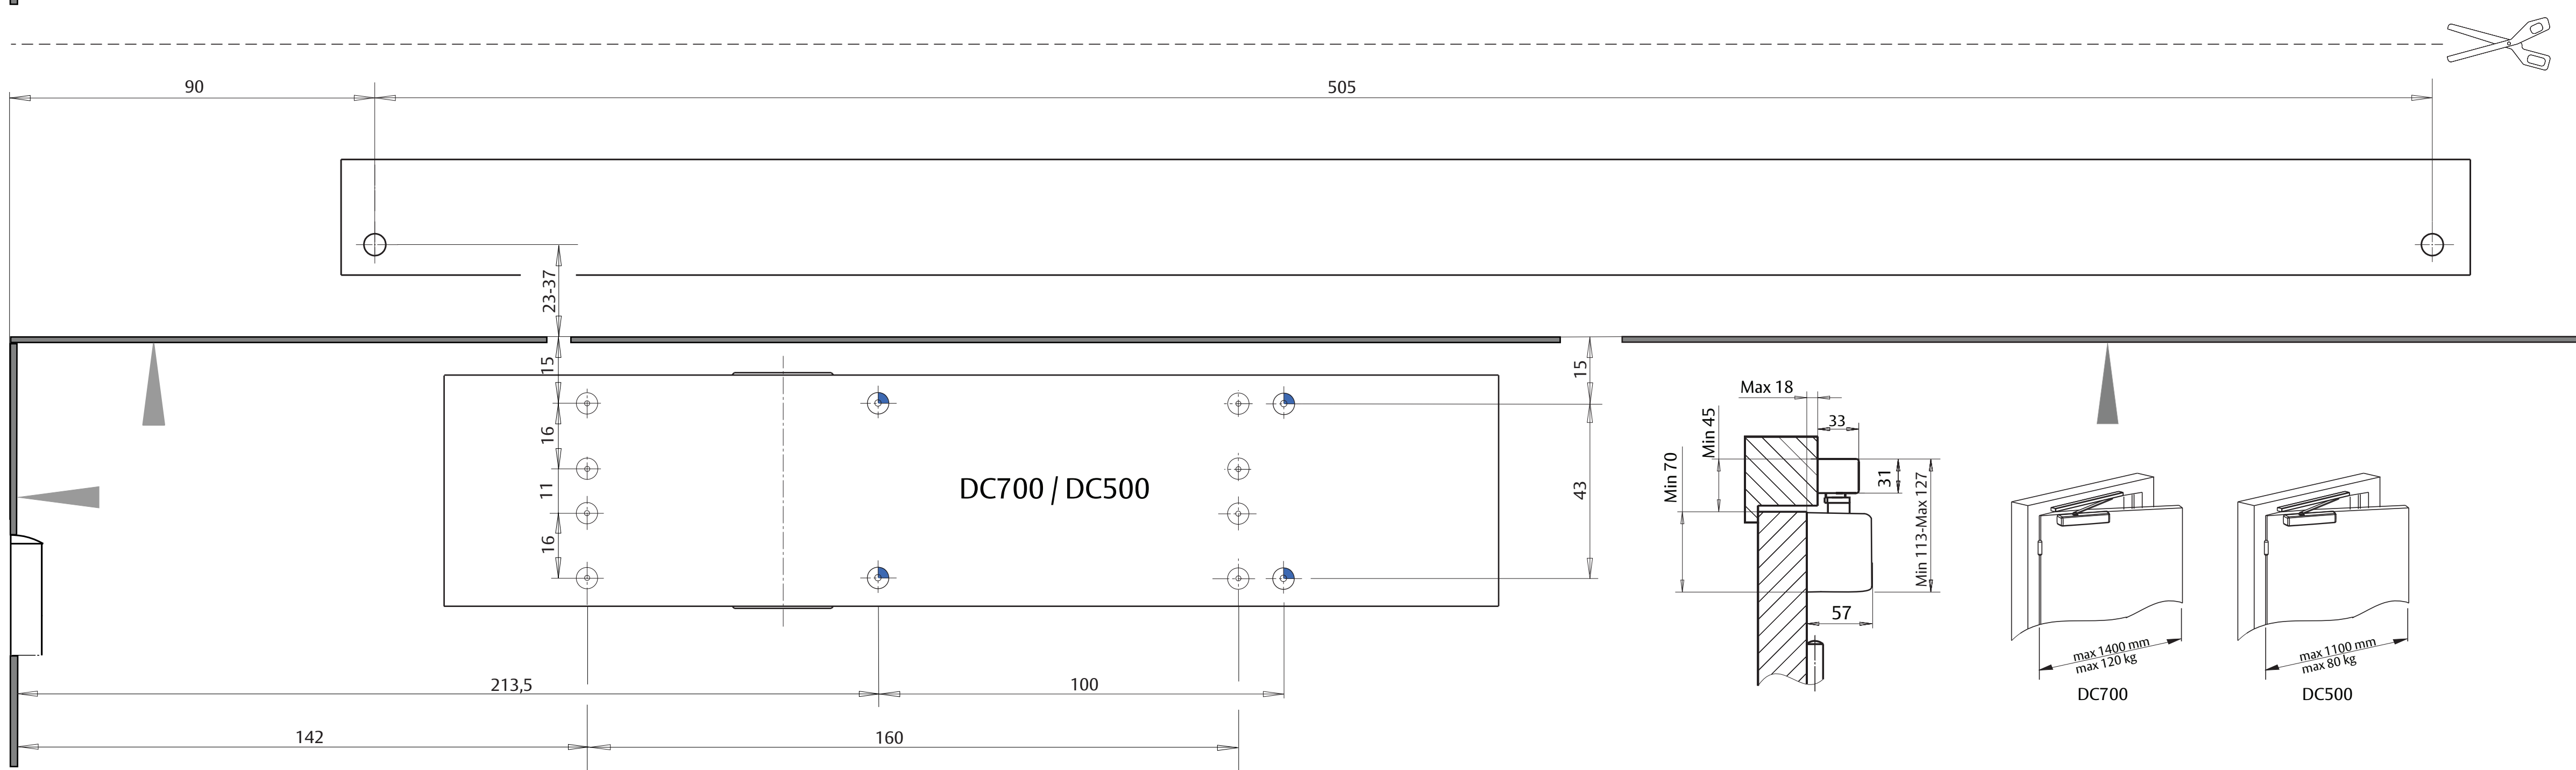 90
505
23-37
15
15
16
11
16
43
DC700 / DC500
213,5
100
142
160
Max 18
Min 45
33
Min 70
31
Min 113-Max 127
57
max 1400 mm
max 120 kg
DC700
max 1100 mm
max 80 kg
DC500